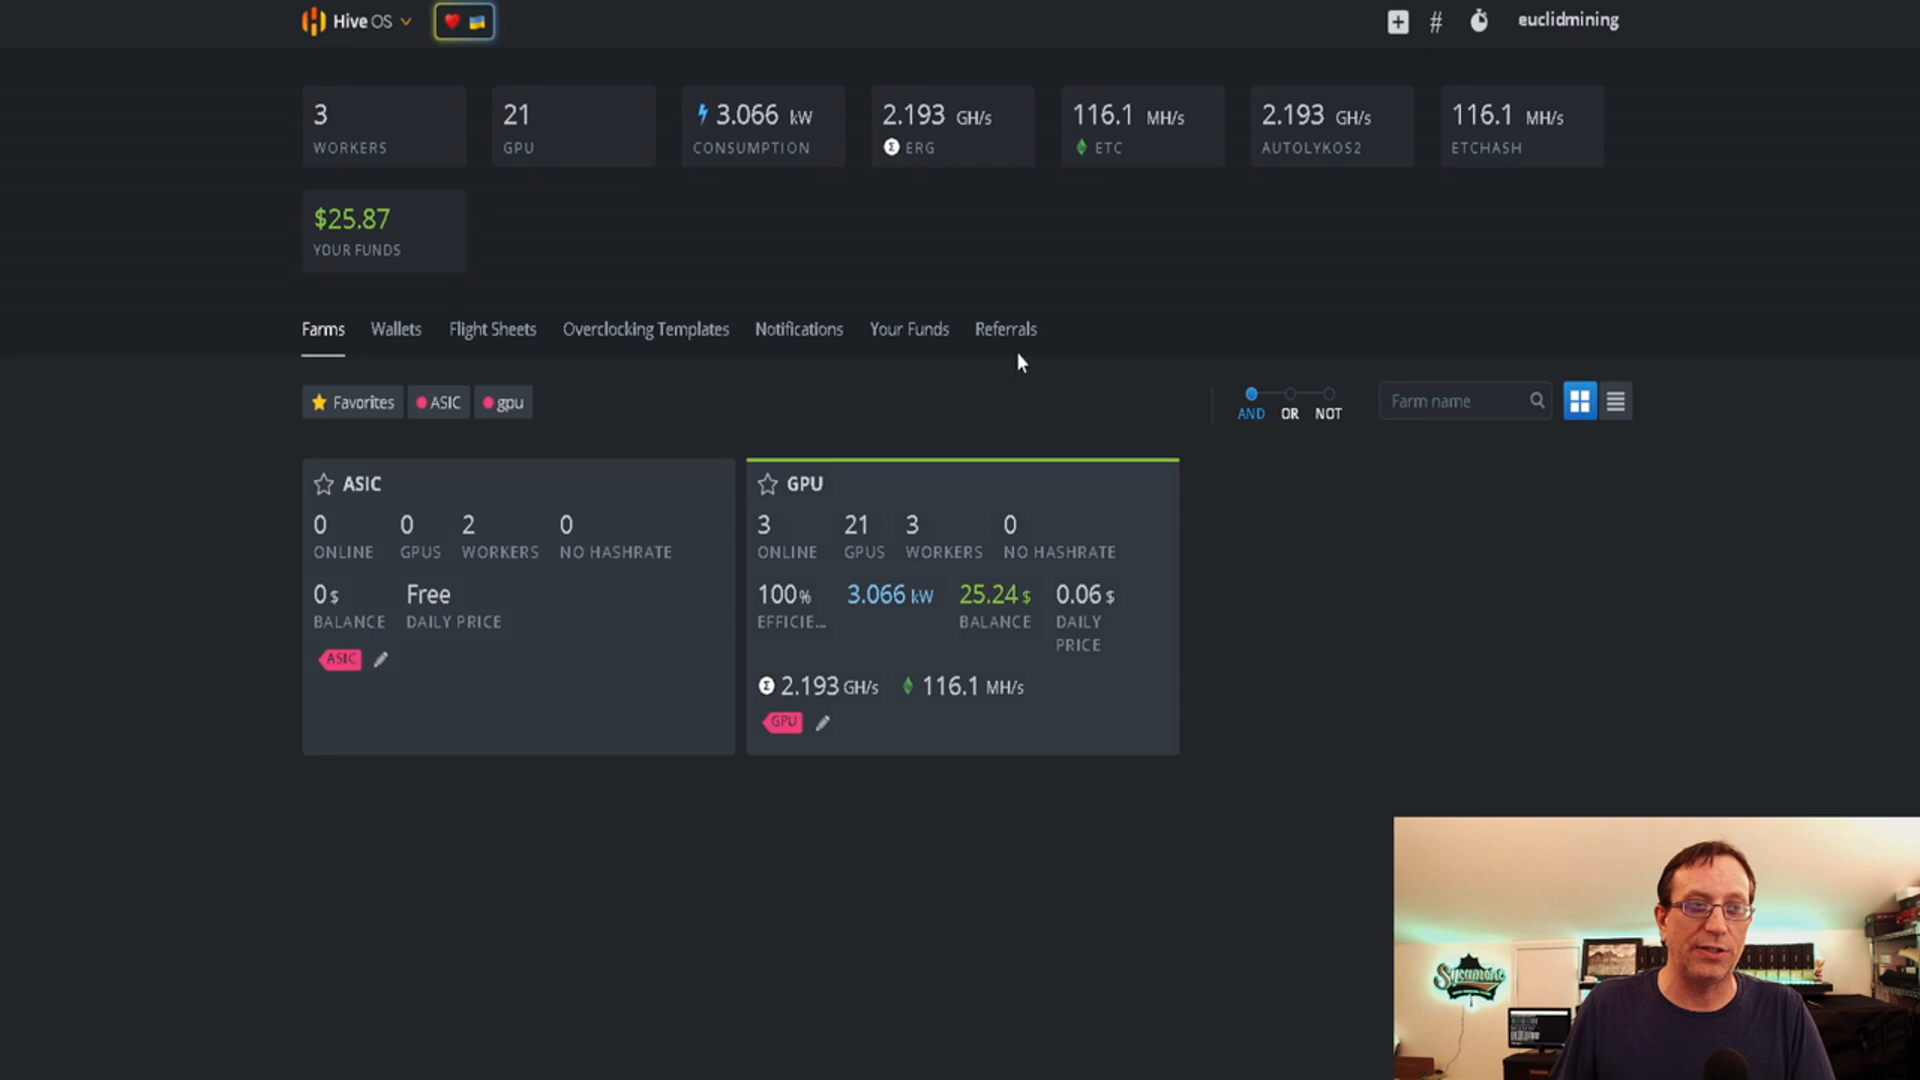 Hive OS
+ # euclidmining
3 21 3.066 kW 2.193 GH/s 116.1 MH/s 2.193 GH/s 116.1 MH/s
WORKERS GPU CONSUMPTION ERG ETC AUTOLYKOS2 ETCHASH
$25.87
YOUR FUNDS
Farms Wallets Flight Sheets Overclocking Templates Notifications Your Funds Referrals
Favorites ASIC gpu
AND OR NOT
Farm name
ASIC
0 0 2 0
ONLINE GPUS WORKERS NO HASHRATE
0 $ Free
BALANCE DAILY PRICE
ASIC
GPU
3 21 3 0
ONLINE GPUS WORKERS NO HASHRATE
100% 3.066 kW 25.24 $ 0.06 $
EFFICIE... BALANCE DAILY
PRICE
2.193 GH/s 116.1 MH/s
GPU
Sycamore